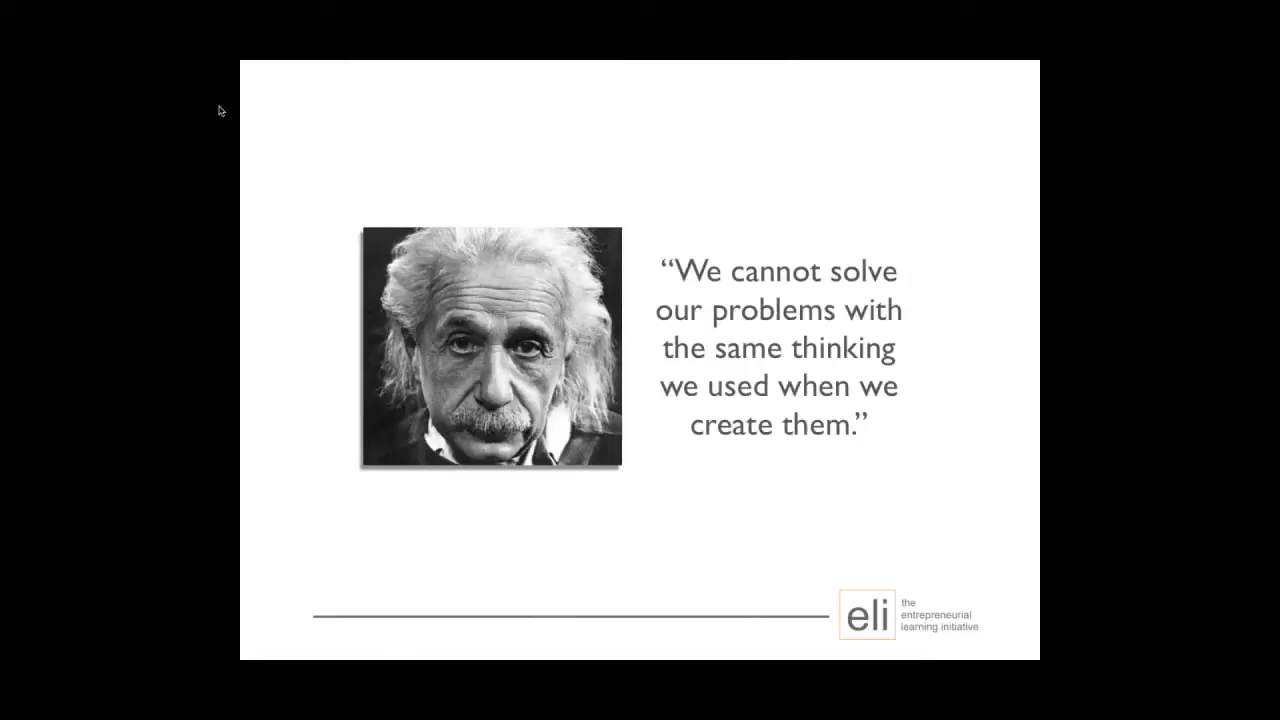 “We cannot solve
our problems with
the same thinking
we used when we
create them.”
eli
the
entrepreneurial
learning initiative